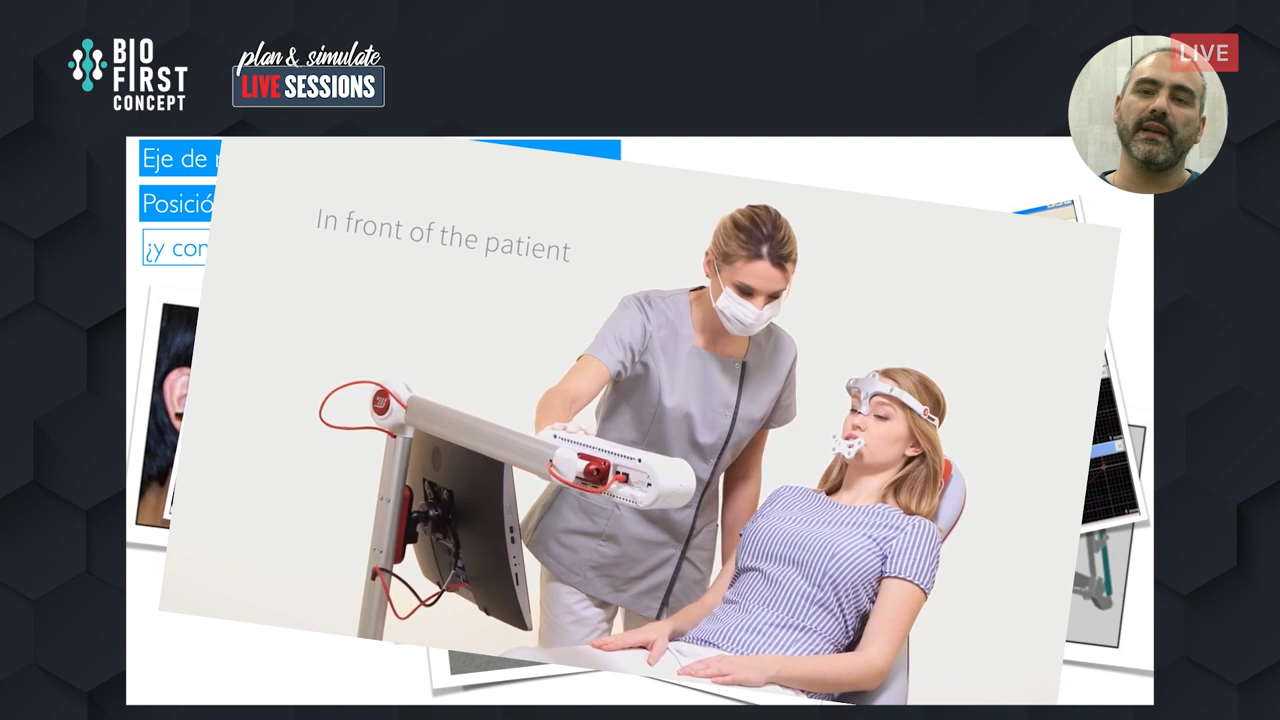 BIO
FIRST
CONCEPT
plan & simulate
LIVE SESSIONS
LIVE
Eje de
Posició
¿y con
In front of the patient